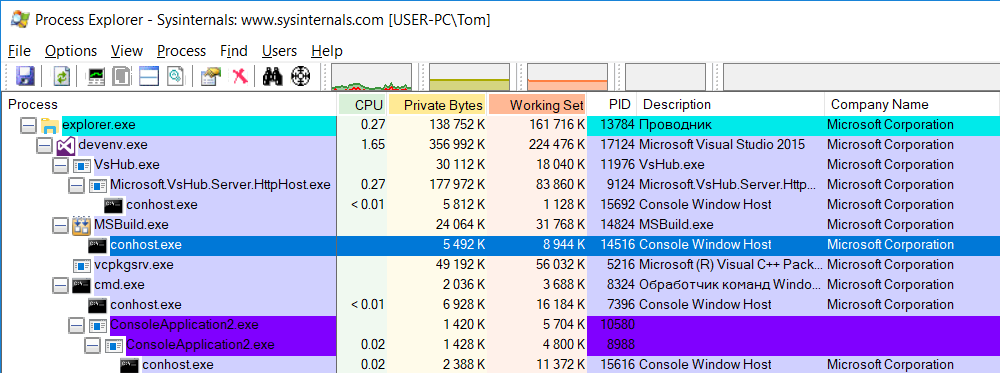 Process Explorer - Sysinternals: www.sysinternals.com [USER-PC\Tom]
File Options View Process Find Users Help
Process CPU Private Bytes Working Set PID Description Company Name
explorer.exe 0.27 138 752 K 161 716 K 13784 Проводник Microsoft Corporation
devenv.exe 1.65 356 992 K 224 476 K 17124 Microsoft Visual Studio 2015 Microsoft Corporation
VsHub.exe 30 112 K 18 040 K 11976 VsHub.exe Microsoft Corporation
Microsoft.VsHub.Server.HttpHost.exe 0.27 177 972 K 83 860 K 9124 Microsoft.VsHub.Server.Http... Microsoft Corporation
conhost.exe < 0.01 5 812 K 1 128 K 15692 Console Window Host Microsoft Corporation
MSBuild.exe 24 064 K 31 768 K 14824 MSBuild.exe Microsoft Corporation
conhost.exe 5 492 K 8 944 K 14516 Console Window Host Microsoft Corporation
vcpkgsrv.exe 49 192 K 56 032 K 5216 Microsoft (R) Visual C++ Pack... Microsoft Corporation
cmd.exe 2 036 K 3 688 K 8324 Обработчик команд Windo... Microsoft Corporation
conhost.exe < 0.01 6 928 K 16 184 K 7396 Console Window Host Microsoft Corporation
ConsoleApplication2.exe 1 420 K 5 704 K 10580
ConsoleApplication2.exe 0.02 1 428 K 4 800 K 8988
conhost.exe 0.02 2 388 K 11 372 K 15616 Console Window Host Microsoft Corporation